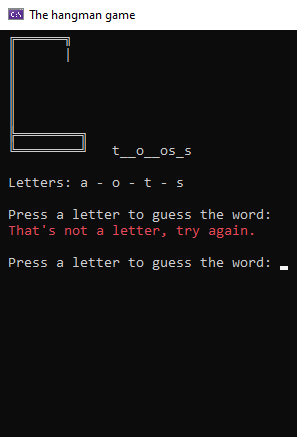 The hangman game
t__o__os_s
Letters: a - o - t - s
Press a letter to guess the word:
That's not a letter, try again.
Press a letter to guess the word: